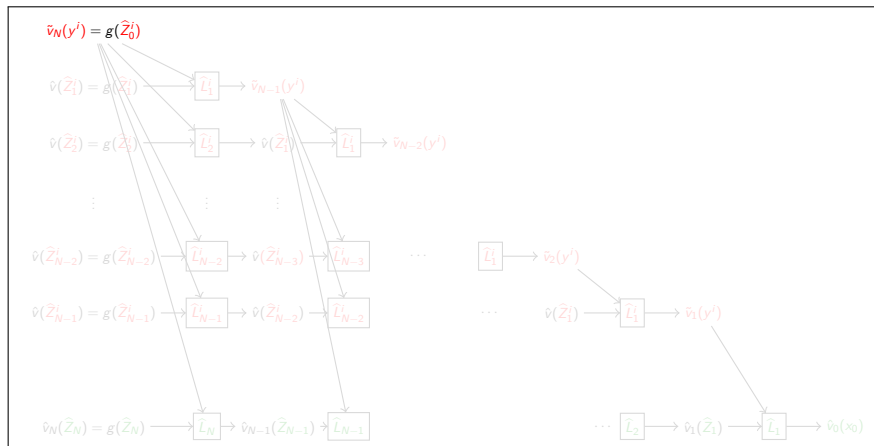 ṽ_N(y^i) = g(Ẑ_0^i)
v̂(Ẑ_1^i) = g(Ẑ_1^i) L̂_1^i ṽ_{N−1}(y^i)
v̂(Ẑ_2^i) = g(Ẑ_2^i) L̂_2^i v̂(Ẑ_1^i) L̂_1^i ṽ_{N−2}(y^i)
⋮ ⋮ ⋮
v̂(Ẑ_{N−2}^i) = g(Ẑ_{N−2}^i) L̂_{N−2}^i v̂(Ẑ_{N−3}^i) L̂_{N−3}^i ⋯ L̂_1^i ṽ_2(y^i)
v̂(Ẑ_{N−1}^i) = g(Ẑ_{N−1}^i) L̂_{N−1}^i v̂(Ẑ_{N−2}^i) L̂_{N−2}^i ⋯ v̂(Ẑ_1^i) L̂_1^i ṽ_1(y^i)
v̂_N(Ẑ_N) = g(Ẑ_N) L̂_N v̂_{N−1}(Ẑ_{N−1}) L̂_{N−1} ⋯ L̂_2 v̂_1(Ẑ_1) L̂_1 v̂_0(x_0)